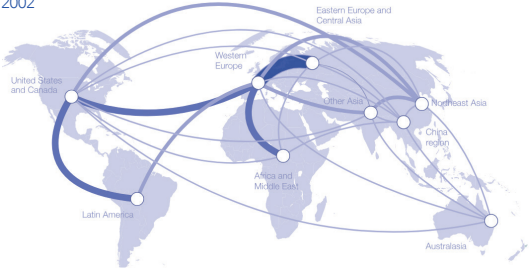 2002
Eastern Europe and
Central Asia
Western
Europe
United States
and Canada
Other Asia
Northeast Asia
China
region
Africa and
Middle East
Latin America
Australasia